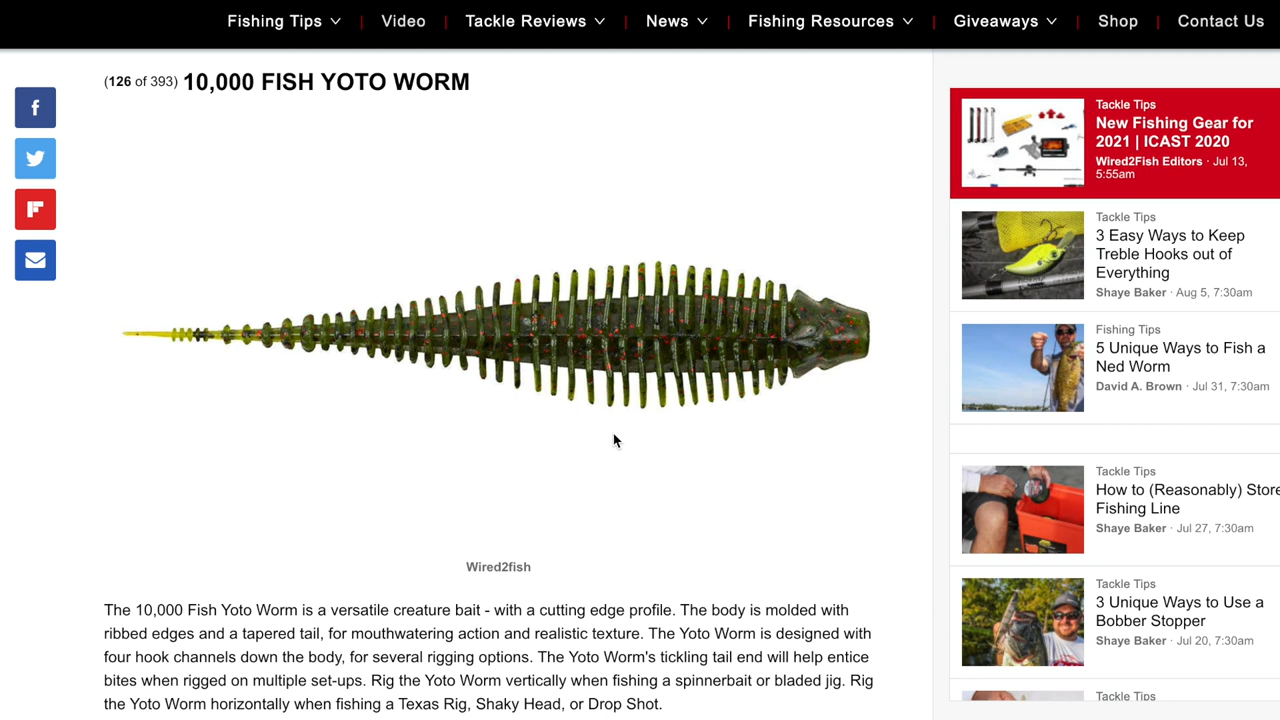 Fishing Tips | Video | Tackle Reviews | News | Fishing Resources | Giveaways | Shop | Contact Us
(126 of 393) 10,000 FISH YOTO WORM
Wired2fish
The 10,000 Fish Yoto Worm is a versatile creature bait - with a cutting edge profile. The body is molded with
ribbed edges and a tapered tail, for mouthwatering action and realistic texture. The Yoto Worm is designed with
four hook channels down the body, for several rigging options. The Yoto Worm's tickling tail end will help entice
bites when rigged on multiple set-ups. Rig the Yoto Worm vertically when fishing a spinnerbait or bladed jig. Rig
the Yoto Worm horizontally when fishing a Texas Rig, Shaky Head, or Drop Shot.
Tackle Tips
New Fishing Gear for
2021 | ICAST 2020
Wired2Fish Editors · Jul 13,
5:55am
Tackle Tips
3 Easy Ways to Keep
Treble Hooks out of
Everything
Shaye Baker · Aug 5, 7:30am
Fishing Tips
5 Unique Ways to Fish a
Ned Worm
David A. Brown · Jul 31, 7:30am
Tackle Tips
How to (Reasonably) Store
Fishing Line
Shaye Baker · Jul 27, 7:30am
Tackle Tips
3 Unique Ways to Use a
Bobber Stopper
Shaye Baker · Jul 20, 7:30am
Tackle Tips